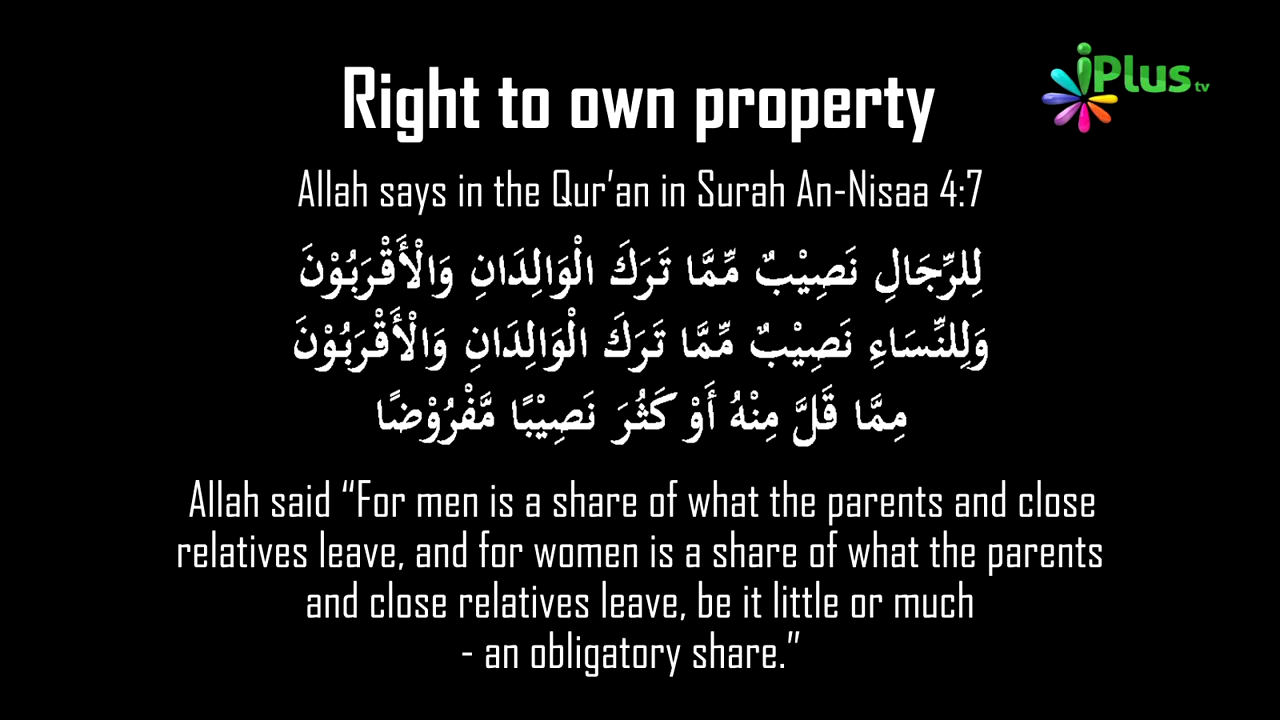 Right to own property
iPlus tv
Allah says in the Qur’an in Surah An-Nisaa 4:7
لِلرِّجَالِ نَصِيْبٌ مِّمَّا تَرَكَ الْوَالِدَانِ وَالْأَقْرَبُوْنَ
وَلِلنِّسَاءِ نَصِيْبٌ مِّمَّا تَرَكَ الْوَالِدَانِ وَالْأَقْرَبُوْنَ
مِمَّا قَلَّ مِنْهُ أَوْ كَثُرَ نَصِيْبًا مَّفْرُوْضًا
Allah said “For men is a share of what the parents and close
relatives leave, and for women is a share of what the parents
and close relatives leave, be it little or much
- an obligatory share.”